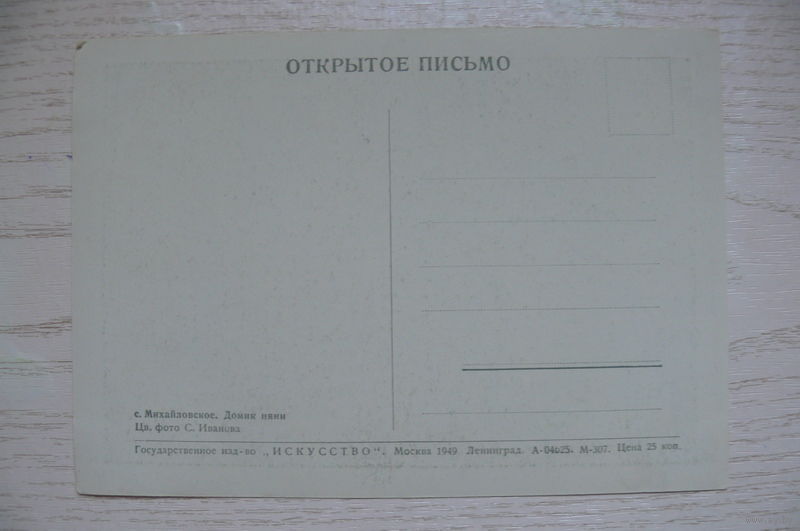 ОТКРЫТОЕ ПИСЬМО
с. Михайловское. Домик няни
Цв. фото С. Иванова
Государственное изд-во „ИСКУССТВО". Москва 1949. Ленинград. А-04625. М-307. Цена 25 коп.